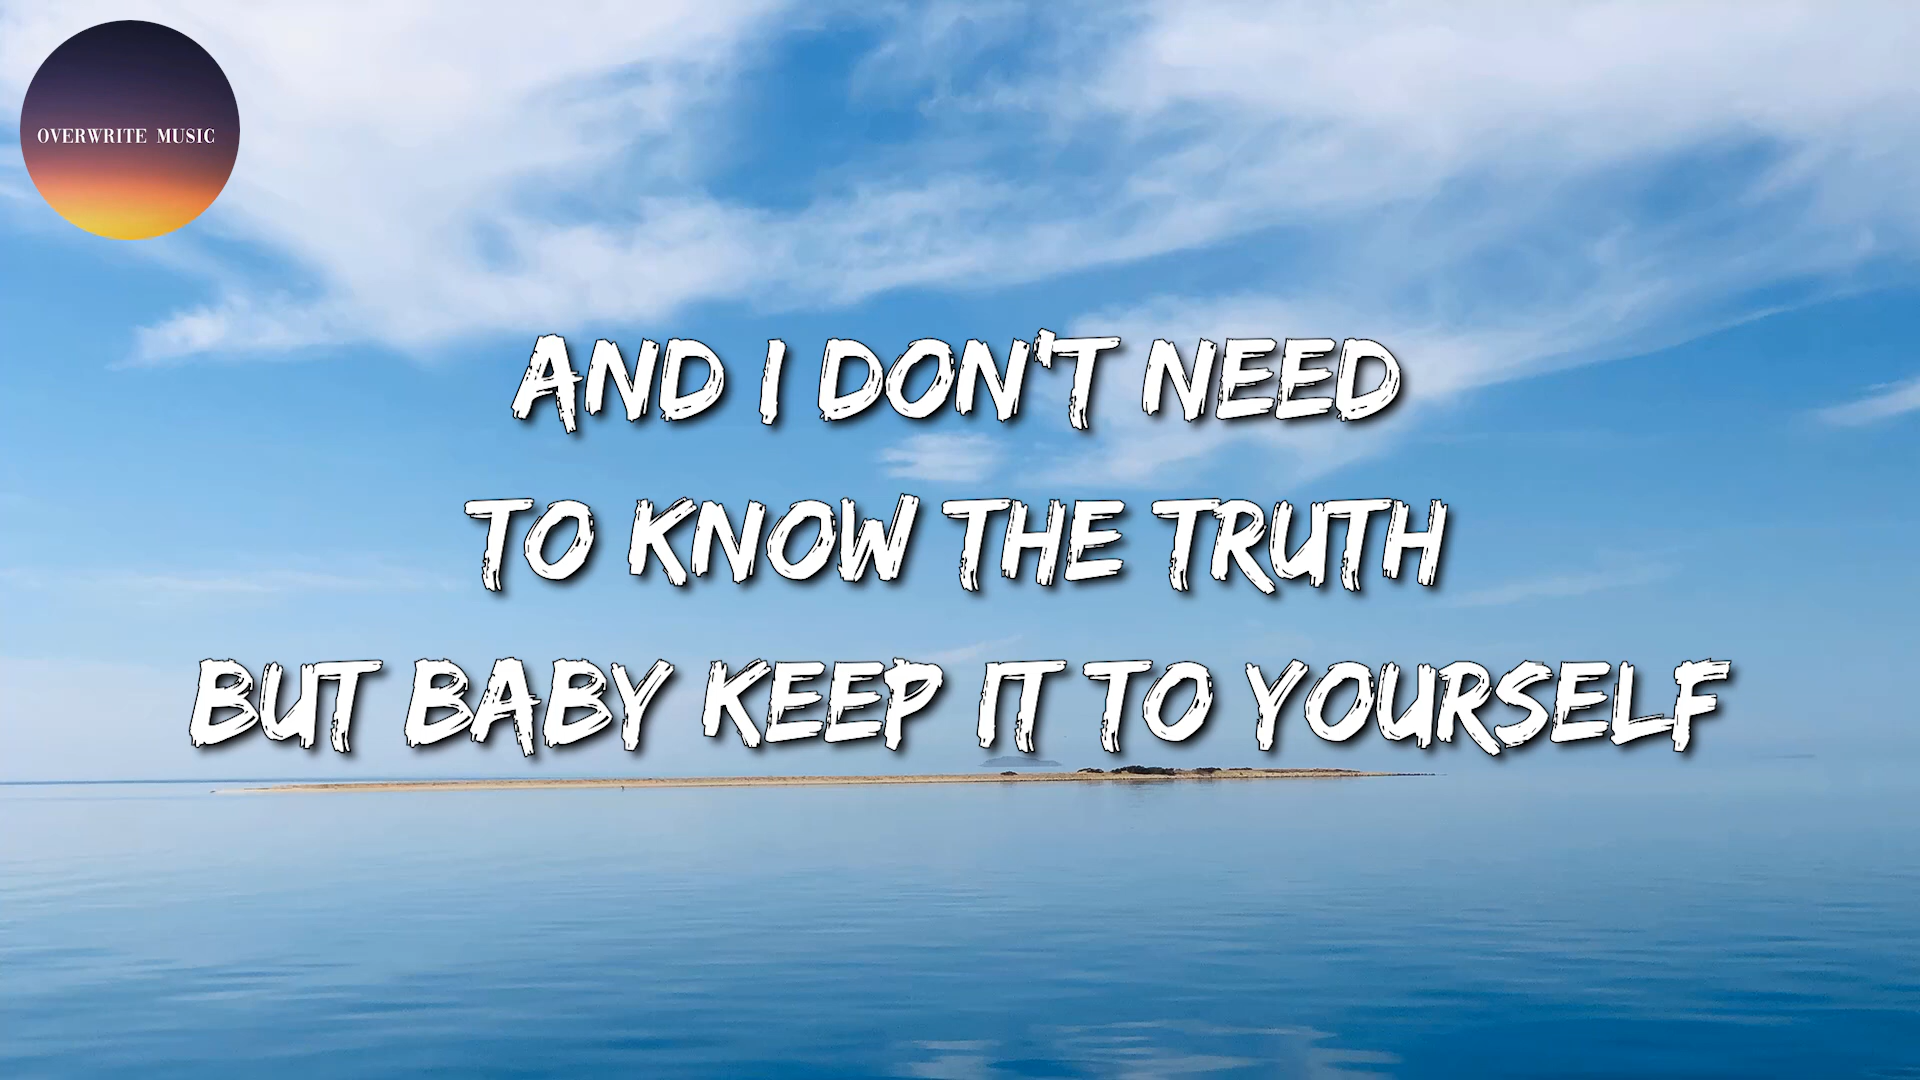 OVERWRITE MUSIC
AND I DON'T NEED
TO KNOW THE TRUTH
BUT BABY KEEP IT TO YOURSELF